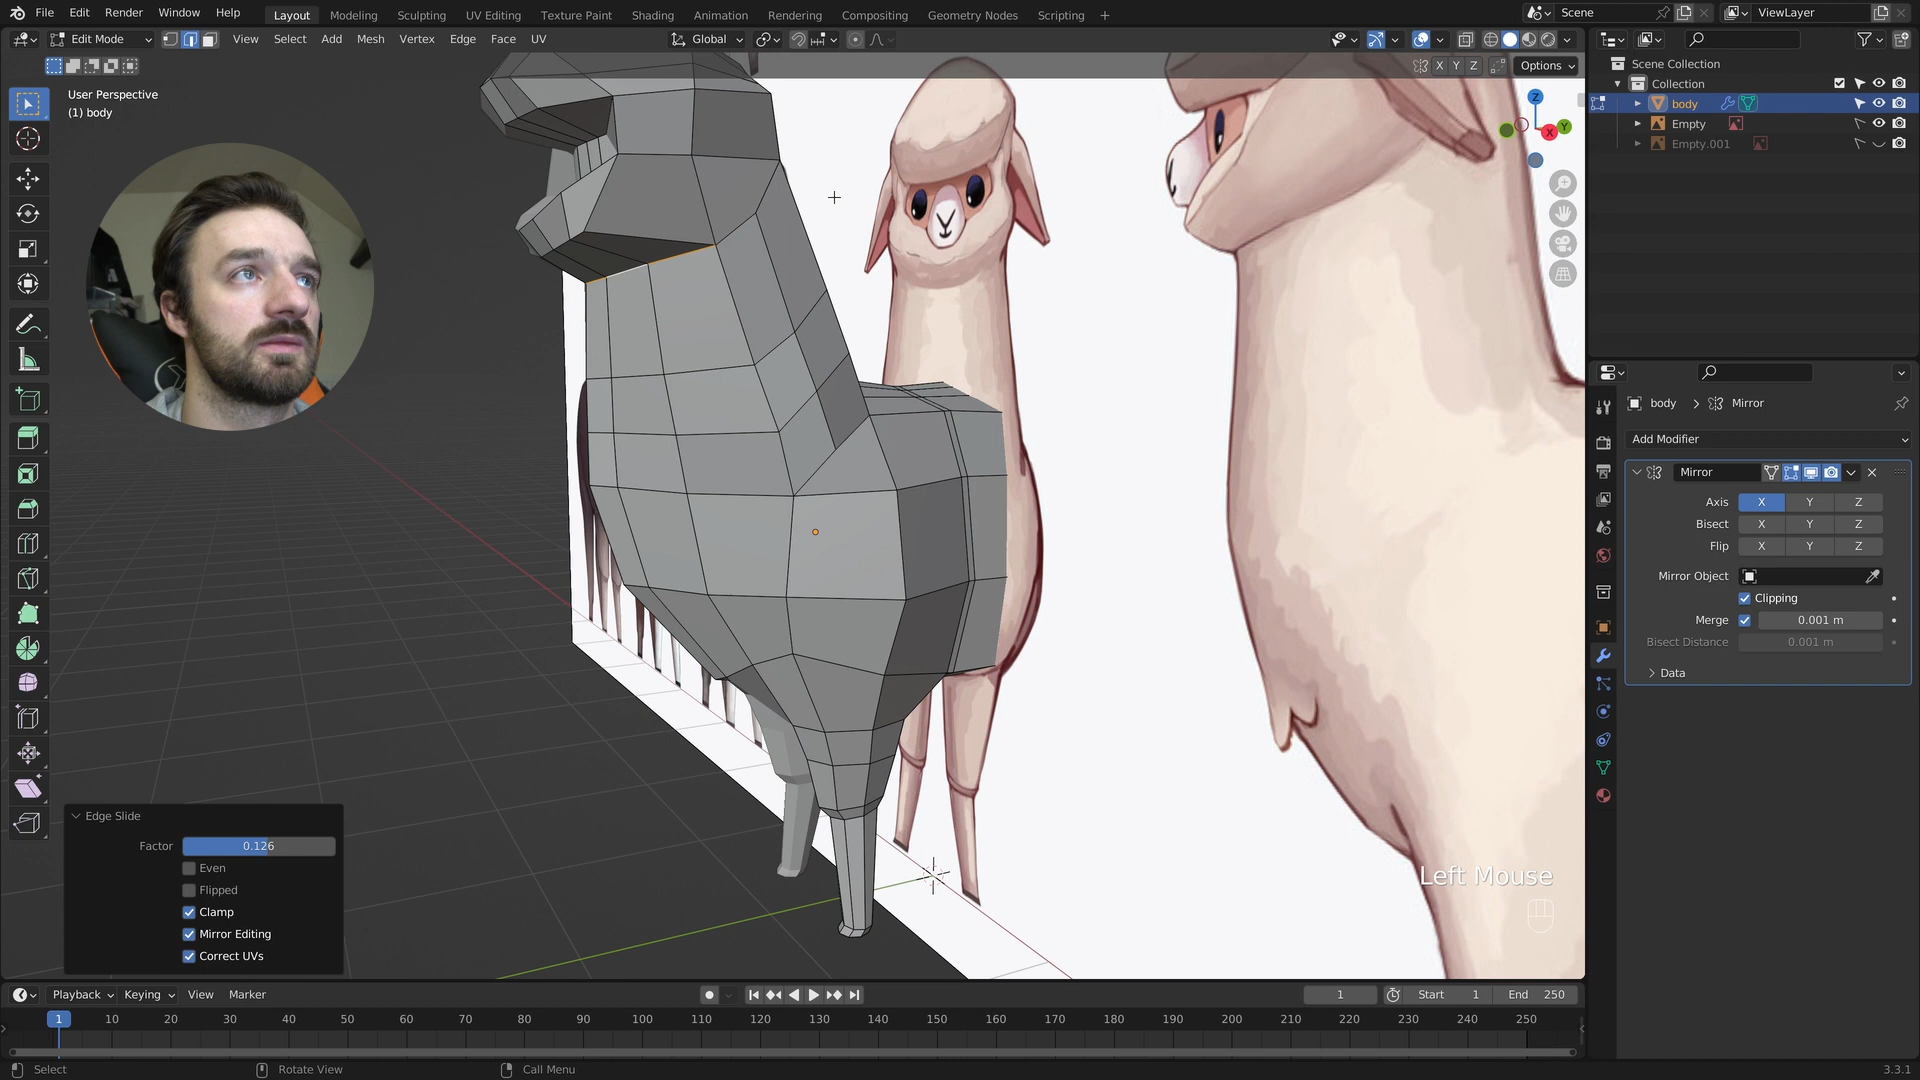 File Edit Render Window Help Layout Modeling Sculpting UV Editing Texture Paint Shading Animation Rendering Compositing Geometry Nodes Scripting + Scene ViewLayer
Edit Mode View Select Add Mesh Vertex Edge Face UV Global
X Y Z Options
User Perspective
(1) body
Z
Y
X
Scene Collection
Collection
body
Empty
Empty.001
body > Mirror
Add Modifier
Mirror
Axis X Y Z
Bisect X Y Z
Flip X Y Z
Mirror Object
Clipping
Merge 0.001 m
Bisect Distance 0.001 m
Data
Left Mouse
Edge Slide
Factor 0.126
Even
Flipped
Clamp
Mirror Editing
Correct UVs
Playback Keying View Marker 1 Start 1 End 250
1 10 20 30 40 50 60 70 80 90 100 110 120 130 140 150 160 170 180 190 200 210 220 230 240 250
Select Rotate View Call Menu 3.3.1